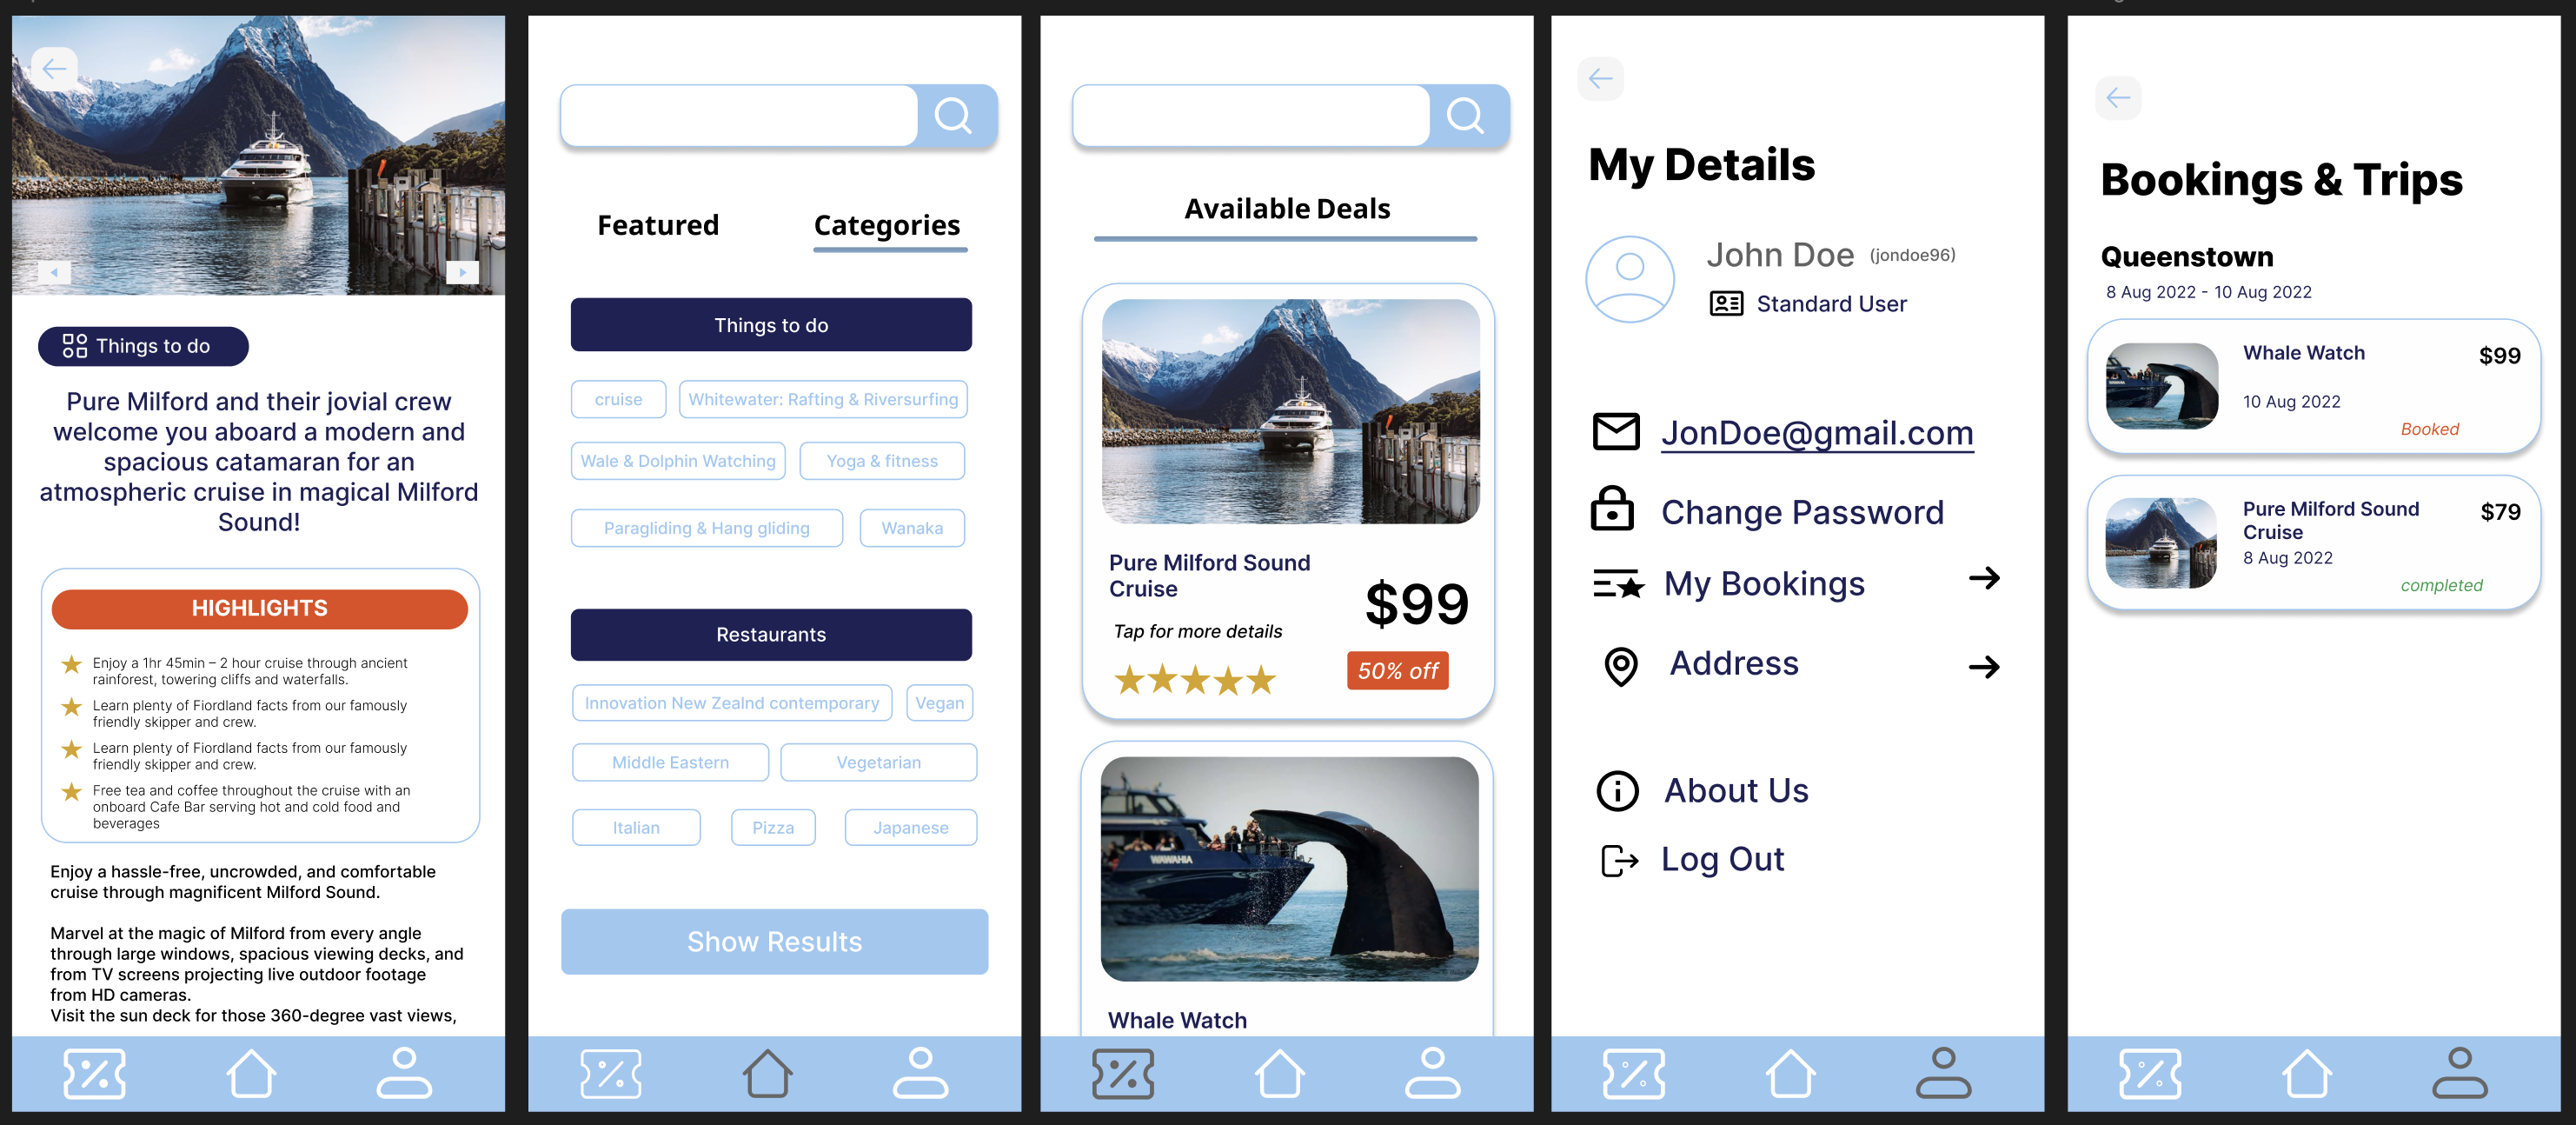 Things to do
Pure Milford and their jovial crew
welcome you aboard a modern and
spacious catamaran for an
atmospheric cruise in magical Milford
Sound!
HIGHLIGHTS
Enjoy a 1hr 45min – 2 hour cruise through ancient
rainforest, towering cliffs and waterfalls.
Learn plenty of Fiordland facts from our famously
friendly skipper and crew.
Learn plenty of Fiordland facts from our famously
friendly skipper and crew.
Free tea and coffee throughout the cruise with an
onboard Cafe Bar serving hot and cold food and
beverages
Enjoy a hassle-free, uncrowded, and comfortable
cruise through magnificent Milford Sound.
Marvel at the magic of Milford from every angle
through large windows, spacious viewing decks, and
from TV screens projecting live outdoor footage
from HD cameras.
Visit the sun deck for those 360-degree vast views,
Featured
Categories
Things to do
cruise
Whitewater: Rafting & Riversurfing
Wale & Dolphin Watching
Yoga & fitness
Paragliding & Hang gliding
Wanaka
Restaurants
Innovation New Zealnd contemporary
Vegan
Middle Eastern
Vegetarian
Italian
Pizza
Japanese
Show Results
Available Deals
Pure Milford Sound
Cruise
$99
Tap for more details
50% off
WAWAHIA
Whale Watch
My Details
John Doe (jondoe96)
Standard User
JonDoe@gmail.com
Change Password
My Bookings
Address
About Us
Log Out
Bookings & Trips
Queenstown
8 Aug 2022 - 10 Aug 2022
Whale Watch
$99
10 Aug 2022
Booked
Pure Milford Sound
Cruise
$79
8 Aug 2022
completed